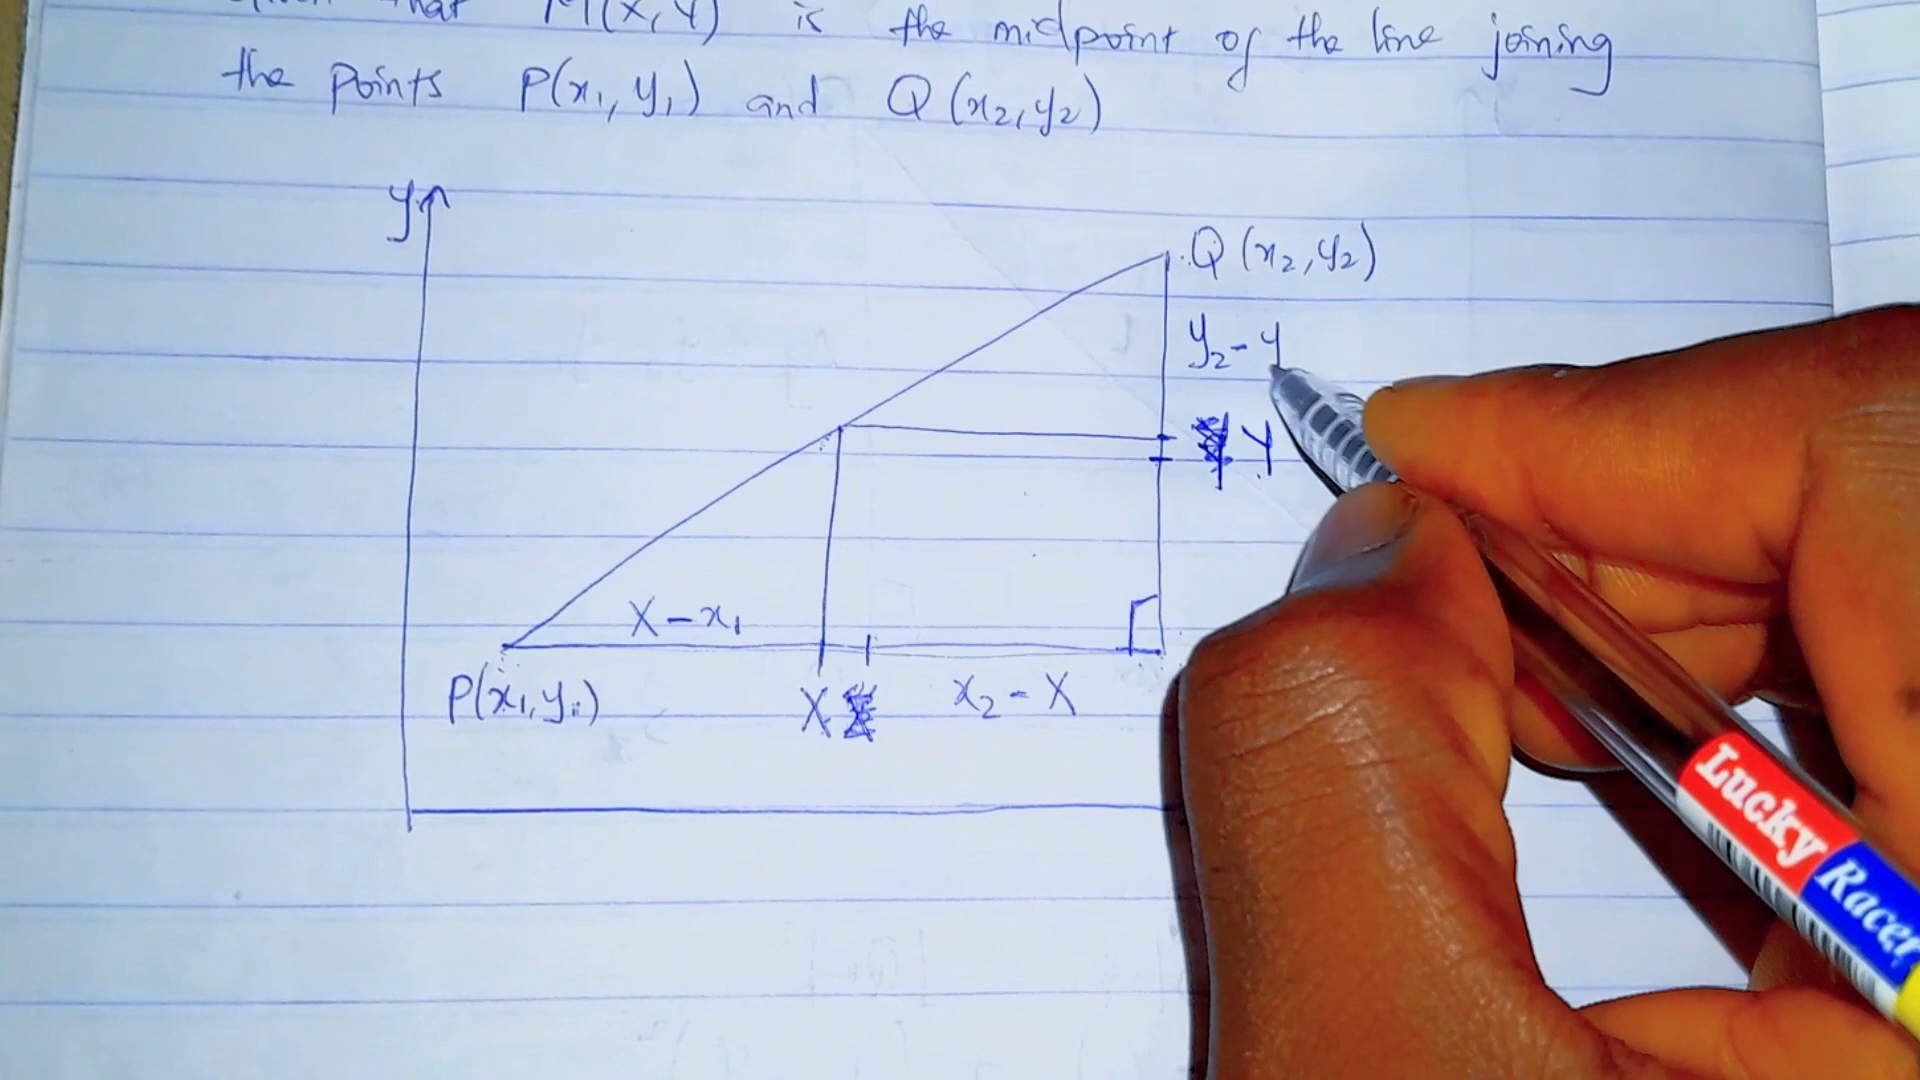 that M(X,Y) is the midpoint of the line joining
the points P(x₁, y₁) and Q(x₂, y₂)
y
Q(x₂, y₂)
y₂ - Y
Y
X - x₁
P(x₁, y₁)
X
x₂ - X
Lucky
Racer